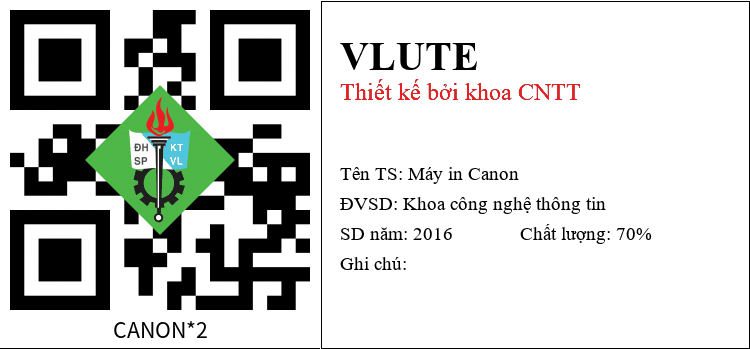 ĐH KT
SP VL
CANON*2
VLUTE
Thiết kế bởi khoa CNTT
Tên TS: Máy in Canon
ĐVSD: Khoa công nghệ thông tin
SD năm: 2016 Chất lượng: 70%
Ghi chú: